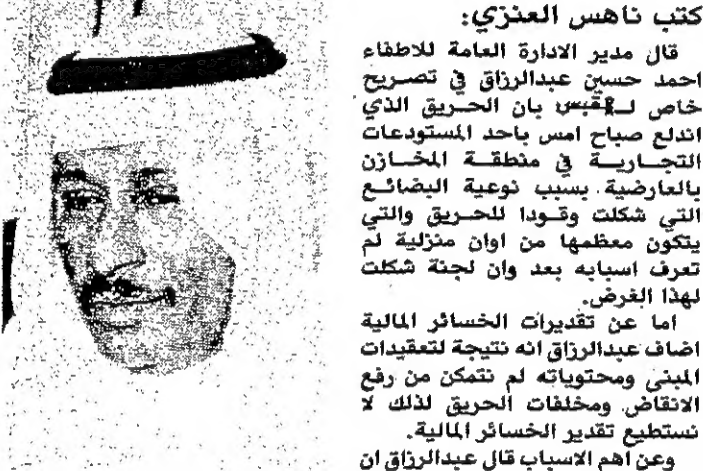 كتب ناهس العنزي:
قال مدير الادارة العامة للاطفاء
احمد حسين عبدالرزاق في تصريح
خاص لـ القبس بان الحريق الذي
اندلع صباح امس باحد المستودعات
التجارية في منطقة المخازن
بالعارضية بسبب نوعية البضائع
التي شكلت وقودا للحريق والتي
يتكون معظمها من اوان منزلية لم
تعرف اسبابه بعد وان لجنة شكلت
لهذا الغرض.
اما عن تقديرات الخسائر المالية
اضاف عبدالرزاق انه نتيجة لتعقيدات
المبنى ومحتوياته لم نتمكن من رفع
الانقاض ومخلفات الحريق لذلك لا
نستطيع تقدير الخسائر المالية.
وعن اهم الاسباب قال عبدالرزاق ان